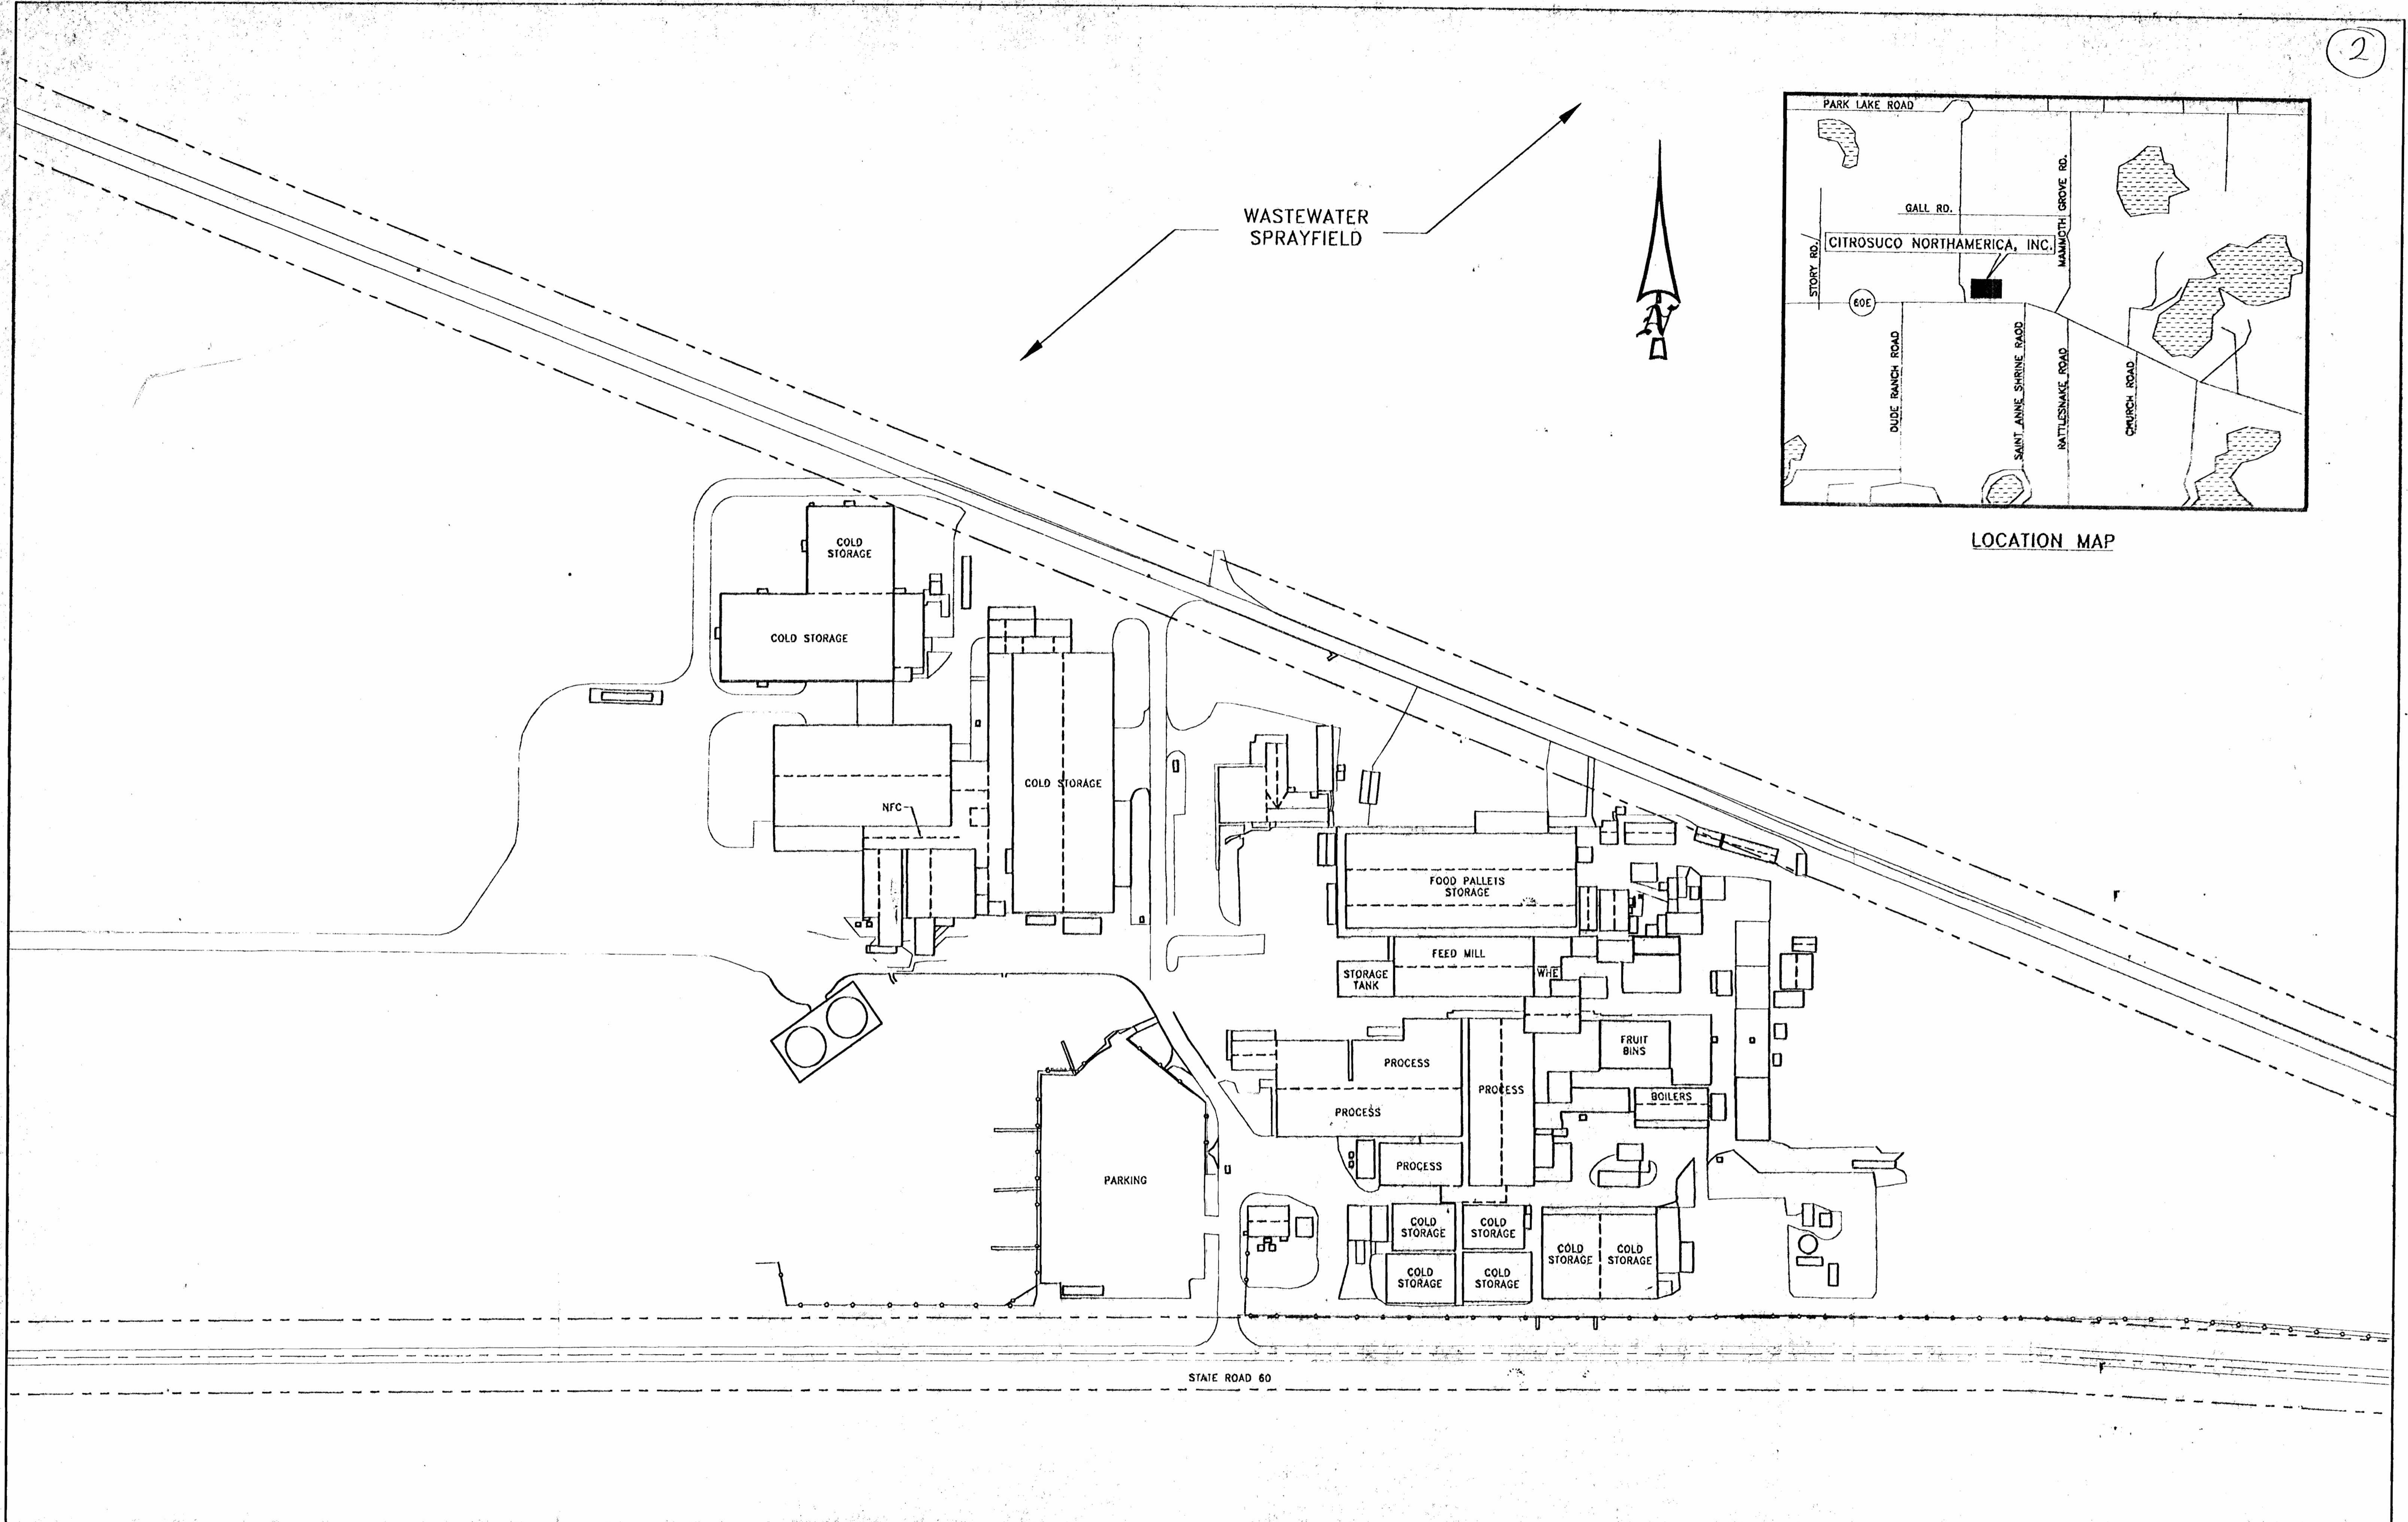 2
PARK LAKE ROAD
MAMMOTH GROVE RD.
GALL RD.
STORY RD.
CITROSUCO NORTHAMERICA, INC.
60E
DUDE RANCH ROAD
SAINT ANNE SHRINE RAOD
RATTLESNAKE ROAD
CHURCH ROAD
LOCATION MAP
WASTEWATER
SPRAYFIELD
N
COLD
STORAGE
COLD STORAGE
COLD STORAGE
NFC
FOOD PALLETS
STORAGE
FEED MILL
STORAGE
TANK
WHE
FRUIT
BINS
PROCESS
PROCESS
PROCESS
BOILERS
PROCESS
PARKING
COLD
STORAGE
COLD
STORAGE
COLD
STORAGE
COLD
STORAGE
COLD
STORAGE
COLD
STORAGE
STATE ROAD 60